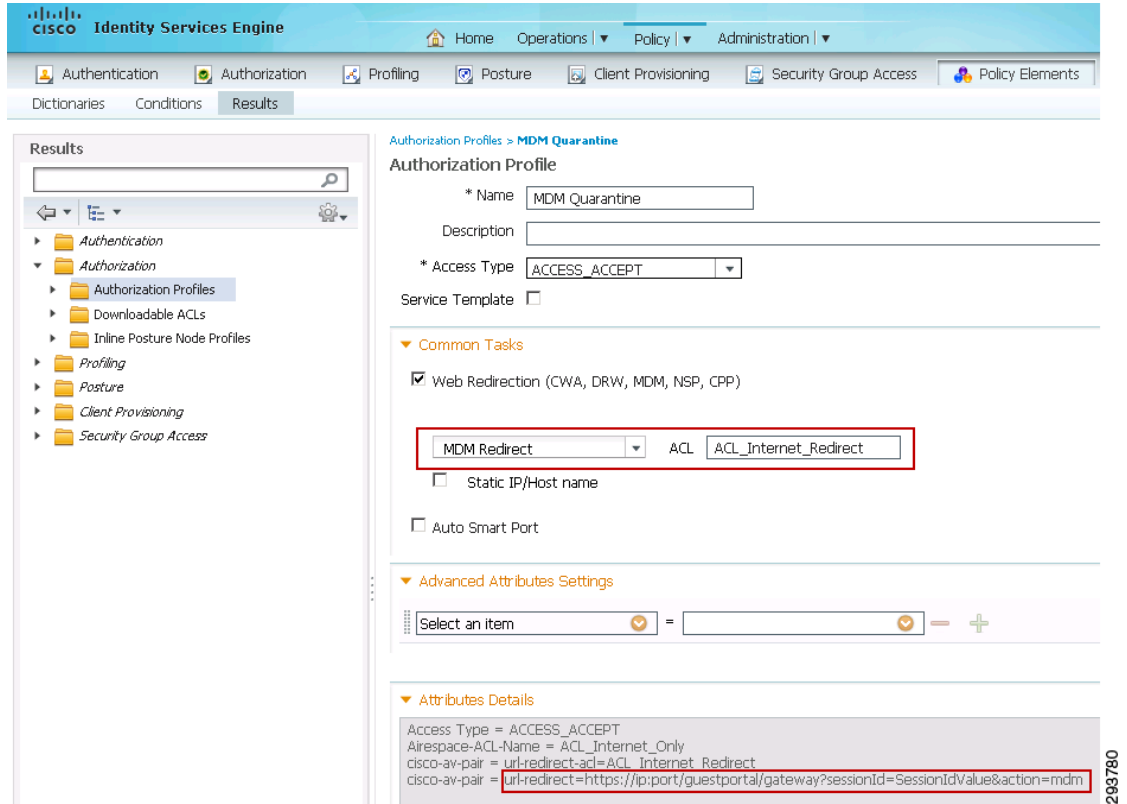 cisco Identity Services Engine
Home Operations | ▼ Policy | ▼ Administration | ▼
Authentication Authorization Profiling Posture Client Provisioning Security Group Access Policy Elements
Dictionaries Conditions Results
Results
Authentication
Authorization
Authorization Profiles
Downloadable ACLs
Inline Posture Node Profiles
Profiling
Posture
Client Provisioning
Security Group Access
Authorization Profiles > MDM Quarantine
Authorization Profile
* Name MDM Quarantine
Description
* Access Type ACCESS_ACCEPT
Service Template
Common Tasks
Web Redirection (CWA, DRW, MDM, NSP, CPP)
MDM Redirect ACL ACL_Internet_Redirect
Static IP/Host name
Auto Smart Port
Advanced Attributes Settings
Select an item =
Attributes Details
Access Type = ACCESS_ACCEPT
Airespace-ACL-Name = ACL_Internet_Only
cisco-av-pair = url-redirect-acl=ACL_Internet_Redirect
cisco-av-pair = url-redirect=https://ip:port/guestportal/gateway?sessionId=SessionIdValue&action=mdm
293780